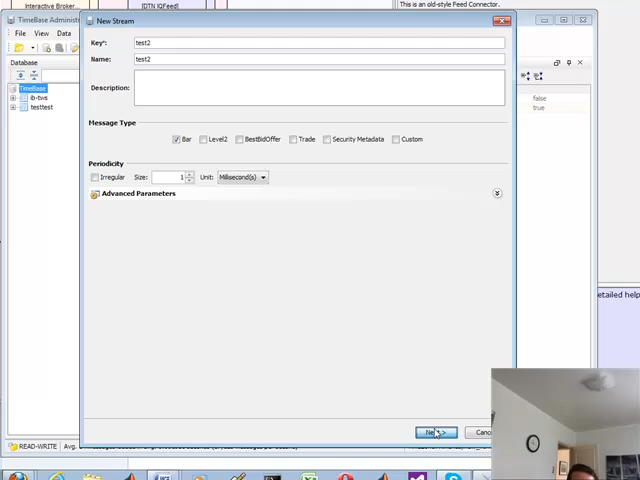 Interactive Broker...
[DTN IQFeed]
This is an old-style Feed Connector.
TimeBase Administ
New Stream
File View Data
Key*: test2
Name: test2
Database
Description:
TimeBase
ib-tws
testtest
false
true
Message Type
Bar Level2 BestBidOffer Trade Security Metadata Custom
Periodicity
Irregular Size: 1 Unit: Millisecond(s)
Advanced Parameters
etailed help
Canc
READ-WRITE Avg.